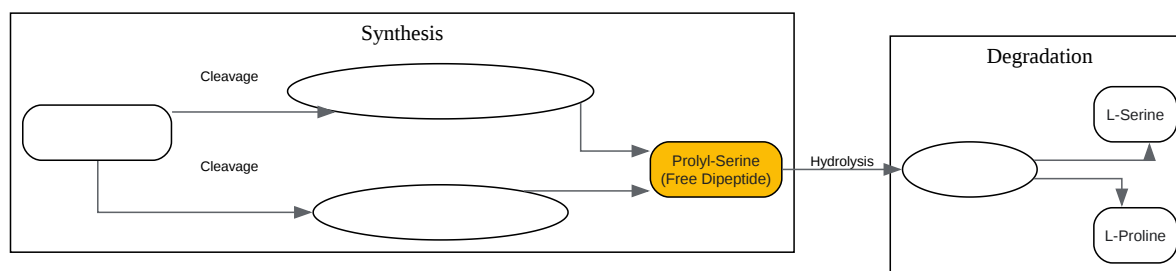 Synthesis
Cleavage
Cleavage
Prolyl-Serine
(Free Dipeptide)
Hydrolysis
Degradation
L-Serine
L-Proline